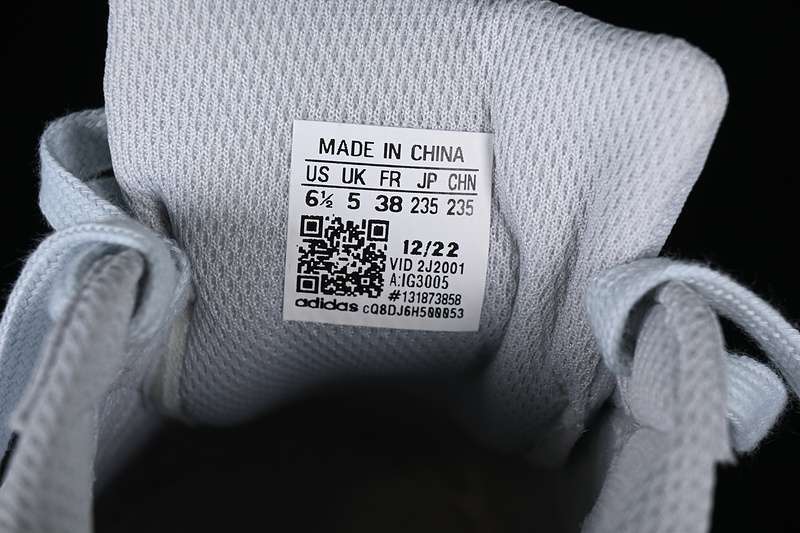 MADE IN CHINA
US UK FR JP CHN
6½ 5 38 235 235
12/22
VID 2J2001
A:IG3005
#131873858
adidas cQ8DJ6H500053